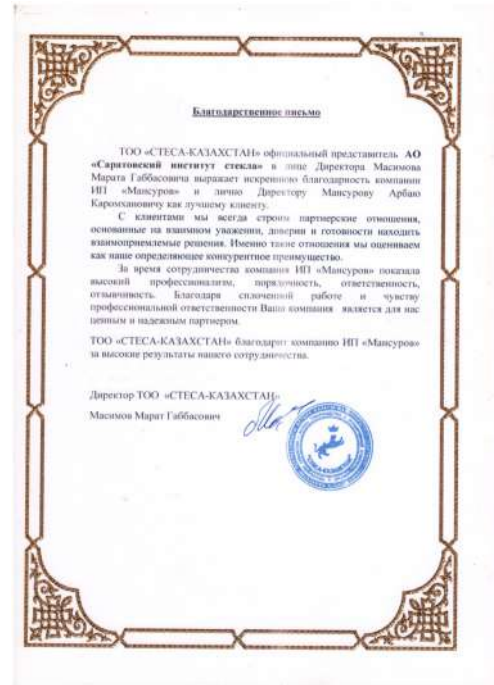 Благодарственное письмо
ТОО «СТЕСА-КАЗАХСТАН» официальный представитель АО
«Саратовский институт стекла» в лице Директора Масимова
Марата Габбасовича выражает искреннюю благодарность компании
ИП «Мансуров» и лично Директору Мансурову Арбаю
Каромхановичу как лучшему клиенту.
С клиентами мы всегда строим партнерские отношения,
основанные на взаимном уважении, доверии и готовности находить
взаимоприемлемые решения. Именно такие отношения мы оцениваем
как наше определяющее конкурентное преимущество.
За время сотрудничества компания ИП «Мансуров» показала
высокий профессионализм, порядочность, ответственность,
отзывчивость. Благодаря сплоченной работе и чувству
профессиональной ответственности Ваша компания является для нас
ценным и надежным партнером.
ТОО «СТЕСА-КАЗАХСТАН» благодарит компанию ИП «Мансуров»
за высокие результаты нашего сотрудничества.
Директор ТОО «СТЕСА-КАЗАХСТАН»
Масимов Марат Габбасович